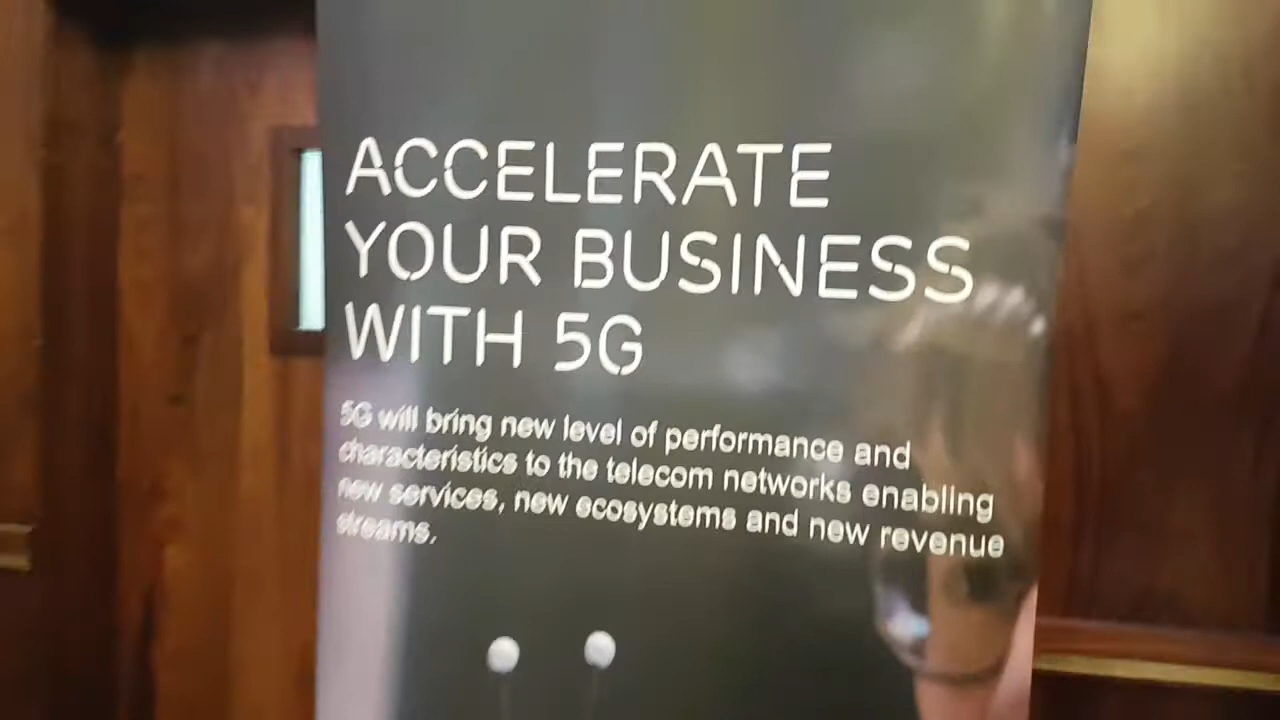 ACCELERATE
YOUR BUSINESS
WITH 5G
5G will bring new level of performance and
characteristics to the telecom networks enabling
new services, new ecosystems and new revenue
streams.